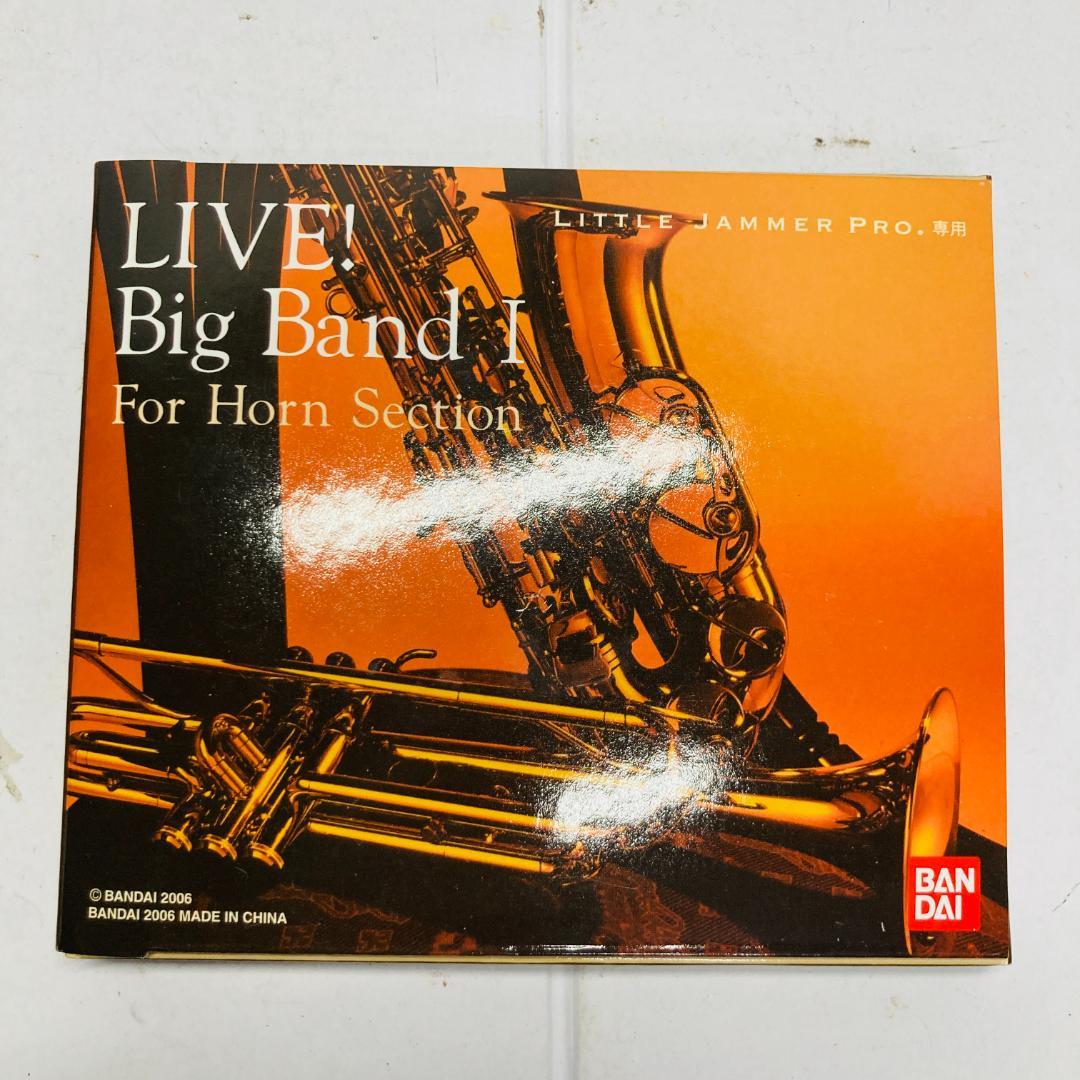 LIVE!
Big Band I
For Horn Section
LITTLE JAMMER PRO. 専用
© BANDAI 2006
BANDAI 2006 MADE IN CHINA
BAN
DAI